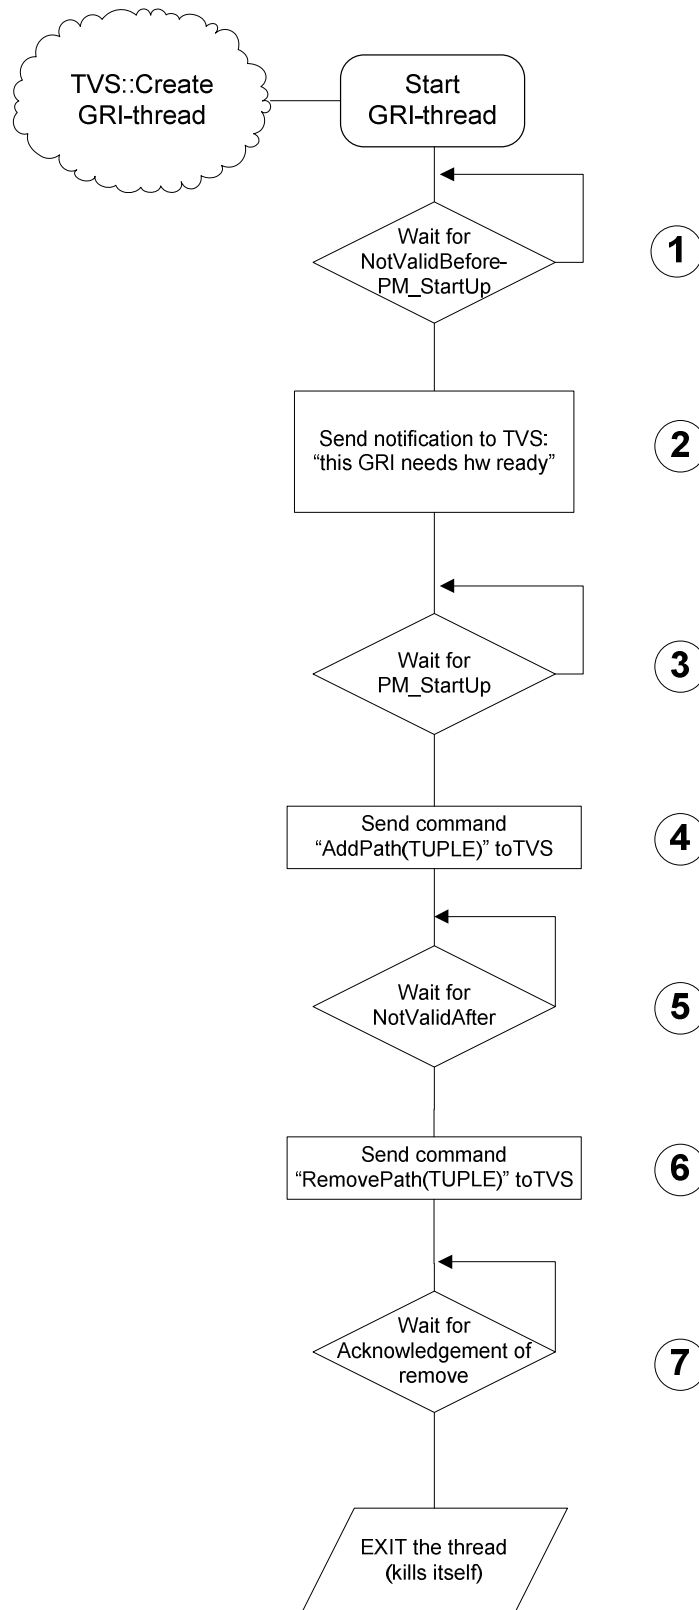 TVS::Create
GRI-thread
Start
GRI-thread
Wait for
NotValidBefore-
PM_StartUp
1
Send notification to TVS:
“this GRI needs hw ready”
2
Wait for
PM_StartUp
3
Send command
“AddPath(TUPLE)” toTVS
4
Wait for
NotValidAfter
5
Send command
“RemovePath(TUPLE)” toTVS
6
Wait for
Acknowledgement of
remove
7
EXIT the thread
(kills itself)